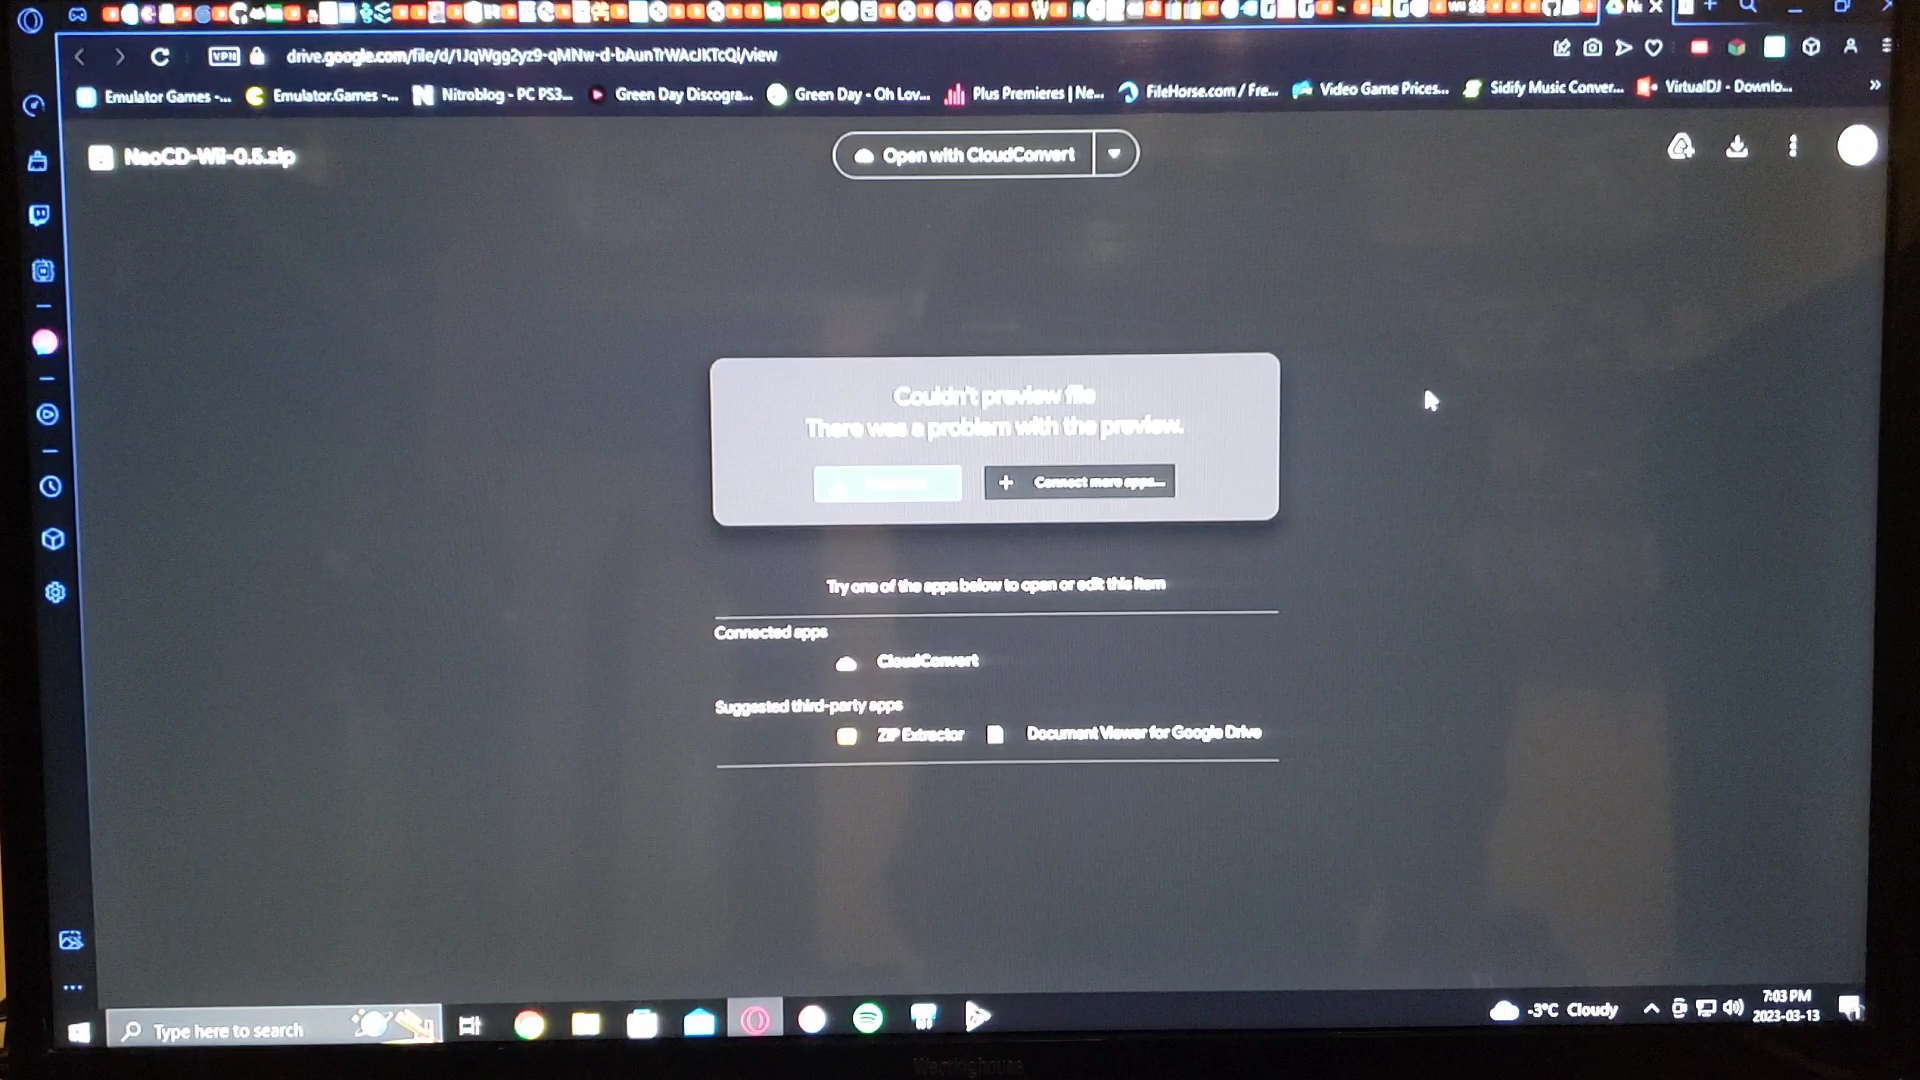 VPN drive.google.com/file/d/1JqWgg2yz9-qMNw-d-bAunTrWAcJKTcQi/view
Emulator Games -... Emulator.Games -... Nitroblog - PC PS3... Green Day Discogra... Green Day - Oh Lov... Plus Premieres | Ne... FileHorse.com / Fre... Video Game Prices... Sidify Music Conver... VirtualDJ - Downlo...
NeoCD-Wii-0.5.zip
Open with CloudConvert
Couldn't preview file
There was a problem with the preview.
Connect more apps...
Try one of the apps below to open or edit this item
Connected apps
CloudConvert
Suggested third-party apps
ZIP Extractor Document Viewer for Google Drive
Type here to search
-3°C Cloudy
7:03 PM
2023-03-13
Westinghouse